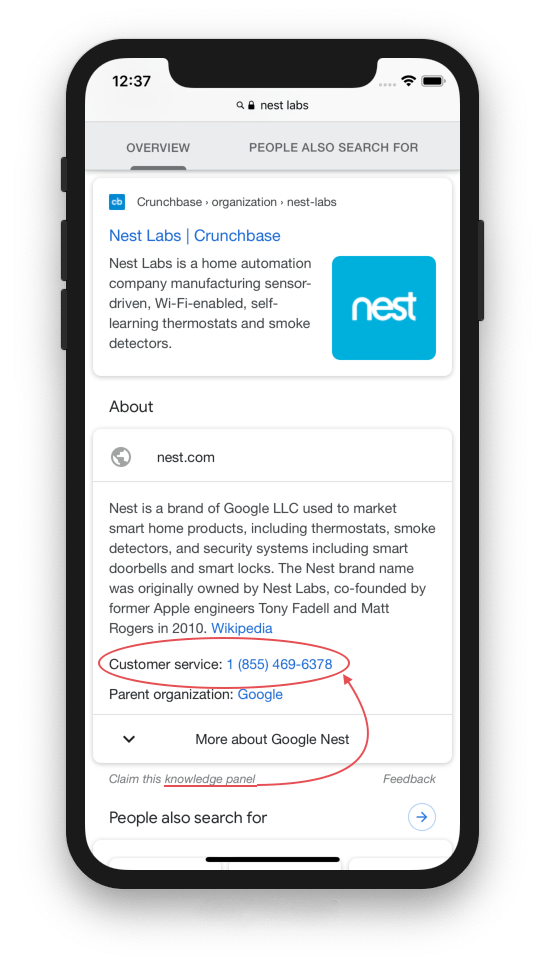 12:37
nest labs
OVERVIEW
PEOPLE ALSO SEARCH FOR
cb
Crunchbase › organization › nest-labs
Nest Labs | Crunchbase
Nest Labs is a home automation
company manufacturing sensor-
driven, Wi-Fi-enabled, self-
learning thermostats and smoke
detectors.
nest
About
nest.com
Nest is a brand of Google LLC used to market
smart home products, including thermostats, smoke
detectors, and security systems including smart
doorbells and smart locks. The Nest brand name
was originally owned by Nest Labs, co-founded by
former Apple engineers Tony Fadell and Matt
Rogers in 2010. Wikipedia
Customer service: 1 (855) 469-6378
Parent organization: Google
More about Google Nest
Claim this knowledge panel
Feedback
People also search for